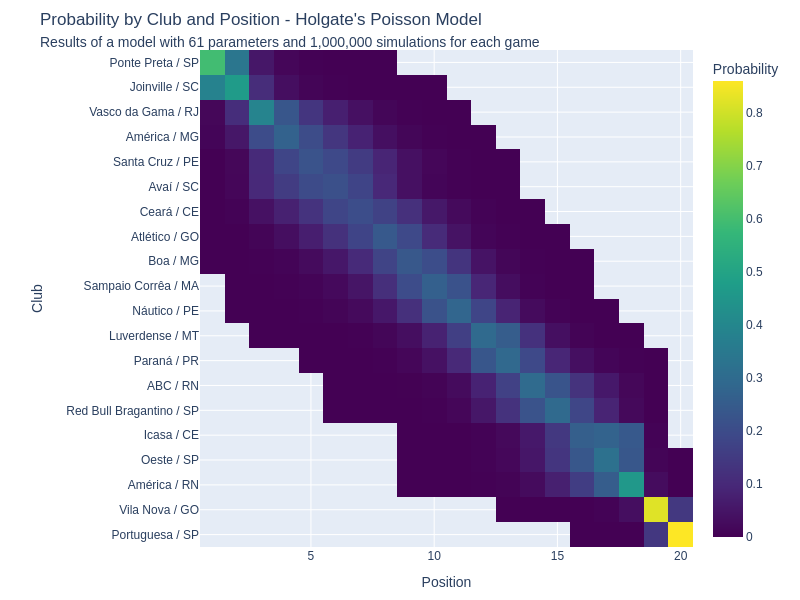 Probability by Club and Position - Holgate's Poisson Model
Results of a model with 61 parameters and 1,000,000 simulations for each game
Probability
Ponte Preta / SP
Joinville / SC
Vasco da Gama / RJ
América / MG
Santa Cruz / PE
Avaí / SC
Ceará / CE
Atlético / GO
Boa / MG
Sampaio Corrêa / MA
Náutico / PE
Luverdense / MT
Paraná / PR
ABC / RN
Red Bull Bragantino / SP
Icasa / CE
Oeste / SP
América / RN
Vila Nova / GO
Portuguesa / SP
Club
5
10
15
20
Position
0.8
0.7
0.6
0.5
0.4
0.3
0.2
0.1
0